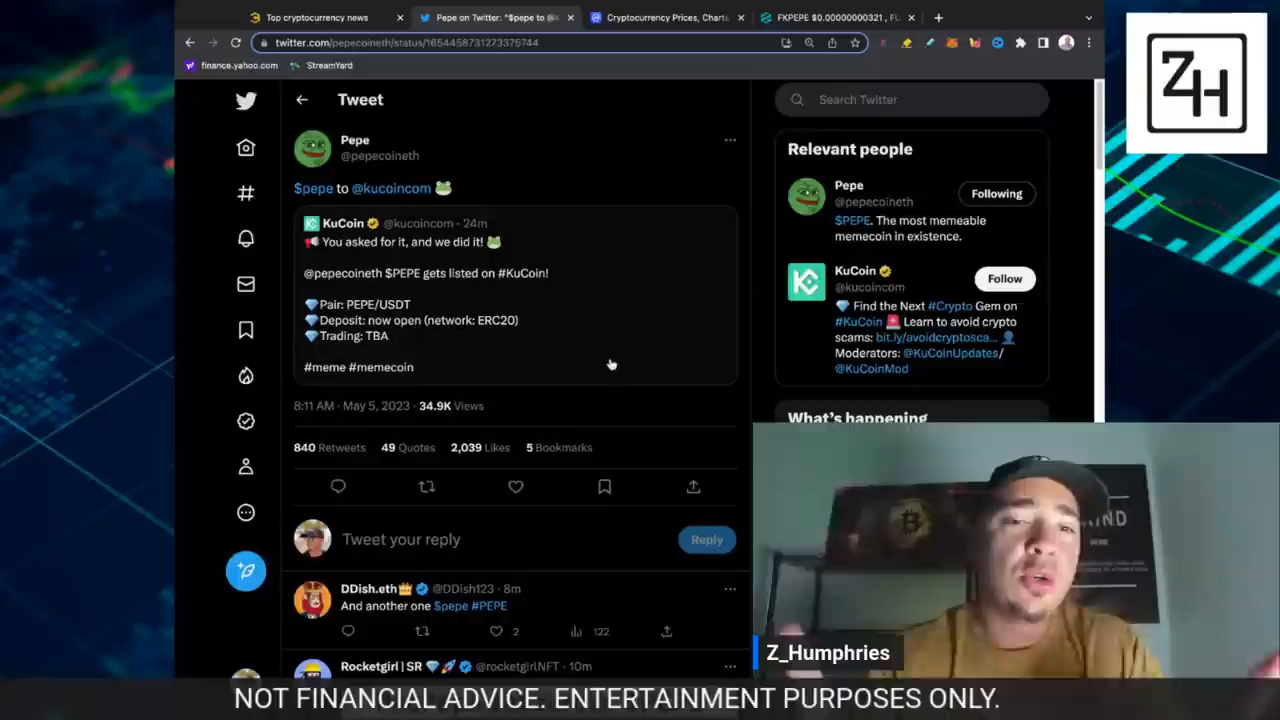 Top cryptocurrency news
Pepe on Twitter: "$pepe to @
Cryptocurrency Prices, Charts
FKPEPE $0.00000000321
twitter.com/pepecoineth/status/1654458731273375744
finance.yahoo.com
StreamYard
ZH
Tweet
Search Twitter
Pepe
@pepecoineth
$pepe to @kucoincom 🐸
KuCoin @kucoincom · 24m
📢 You asked for it, and we did it! 🐸
@pepecoineth $PEPE gets listed on #KuCoin!
💎Pair: PEPE/USDT
💎Deposit: now open (network: ERC20)
💎Trading: TBA
#meme #memecoin
8:11 AM · May 5, 2023 · 34.9K Views
840 Retweets 49 Quotes 2,039 Likes 5 Bookmarks
Tweet your reply
Reply
DDish.eth👑 @DDish123 · 8m
And another one $pepe #PEPE
2
122
Rocketgirl | SR 💎🚀 @rocketgirlNFT · 10m
Relevant people
Pepe
@pepecoineth
Following
$PEPE. The most memeable
memecoin in existence.
KuCoin
@kucoincom
Follow
💎 Find the Next #Crypto Gem on
#KuCoin 🚨 Learn to avoid crypto
scams: bit.ly/avoidcryptosca... 👤
Moderators: @KuCoinUpdates/
@KuCoinMod
What's happening
Z_Humphries
NOT FINANCIAL ADVICE. ENTERTAINMENT PURPOSES ONLY.